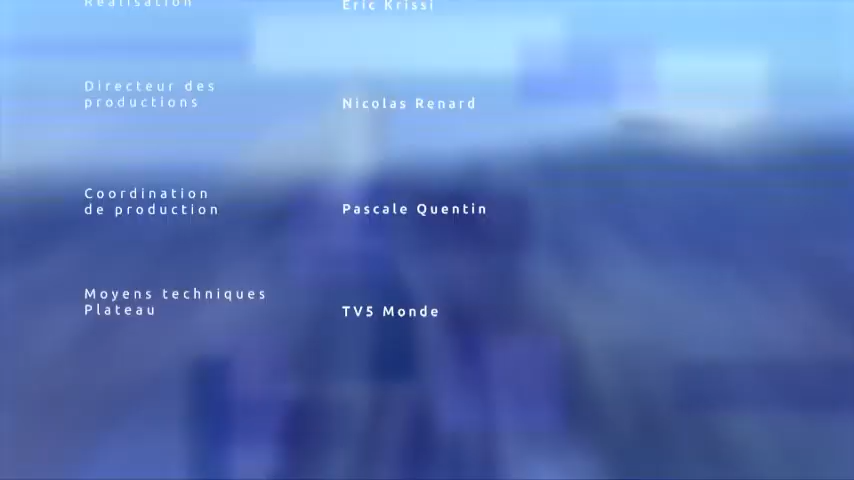 Réalisation
Eric Krissi
Directeur des
productions
Nicolas Renard
Coordination
de production
Pascale Quentin
Moyens techniques
Plateau
TV5 Monde